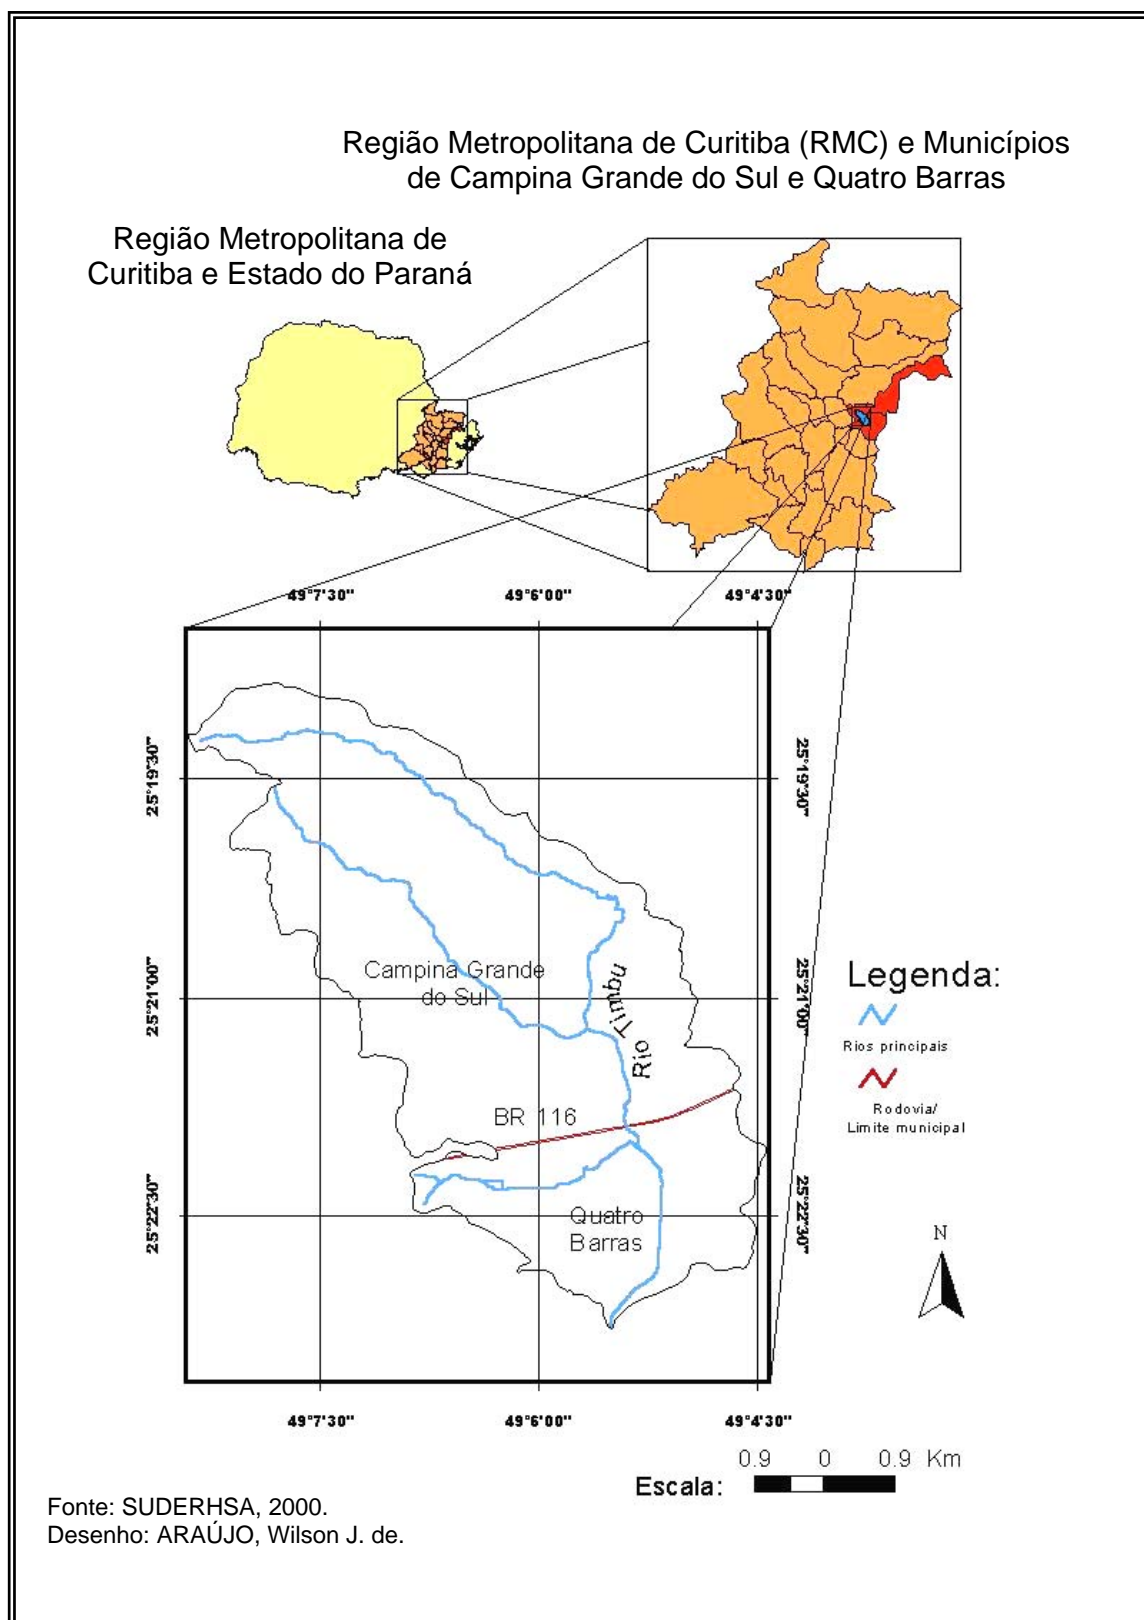 Região Metropolitana de Curitiba (RMC) e Municípios
de Campina Grande do Sul e Quatro Barras
Região Metropolitana de
Curitiba e Estado do Paraná
49°7'30" 49°6'00" 49°4'30"
25°19'30" 25°19'30"
Campina Grande
do Sul
Rio Timbu
25°21'00" 25°21'00"
Legenda:
Rios principais
Rodovia/
Limite municipal
BR 116
25°22'30" 25°22'30"
Quatro
Barras
N
49°7'30" 49°6'00" 49°4'30"
0.9 0 0.9 Km
Escala:
Fonte: SUDERHSA, 2000.
Desenho: ARAÚJO, Wilson J. de.